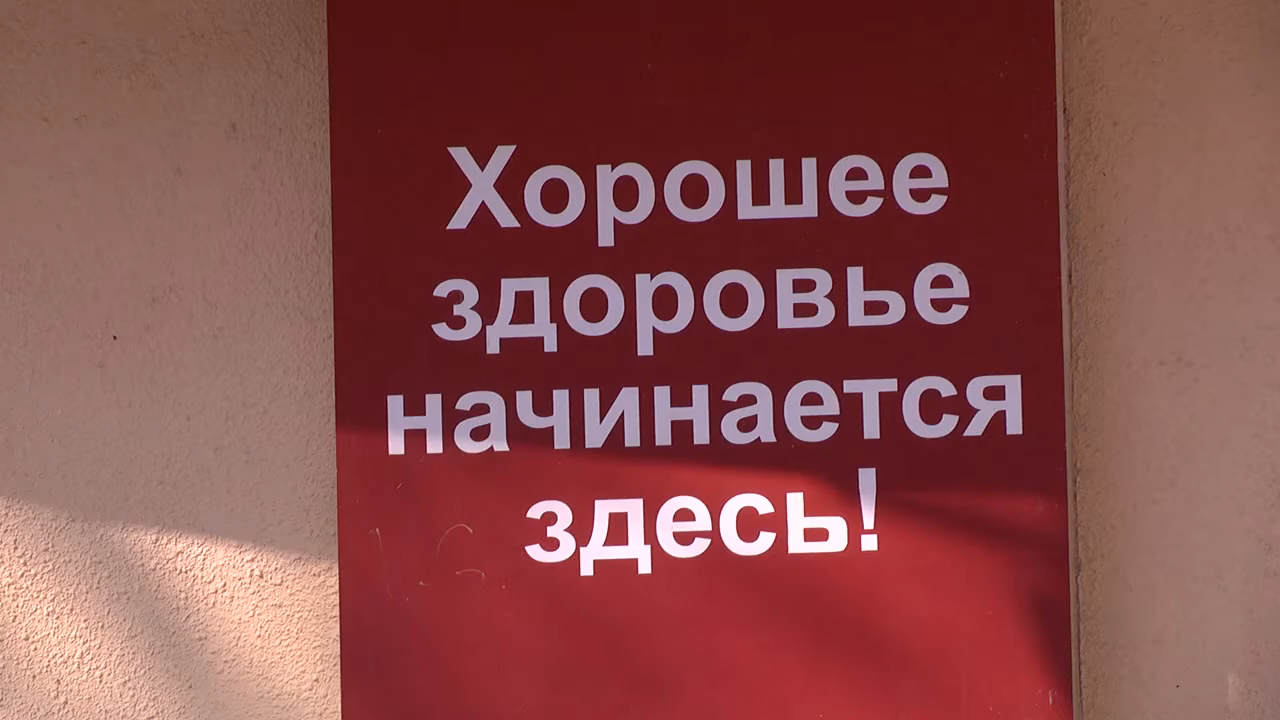 Хорошее
здоровье
начинается
здесь!